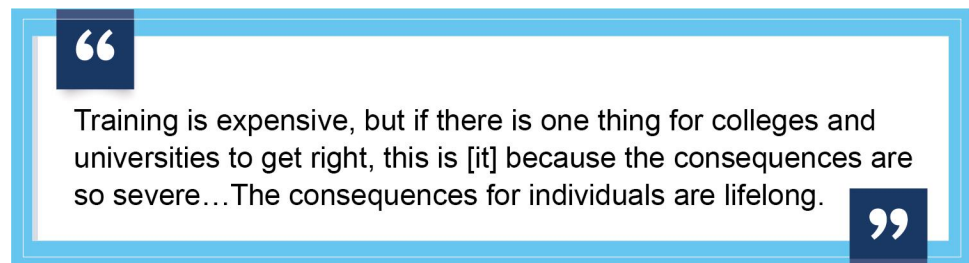 “
Training is expensive, but if there is one thing for colleges and
universities to get right, this is [it] because the consequences are
so severe…The consequences for individuals are lifelong.
”